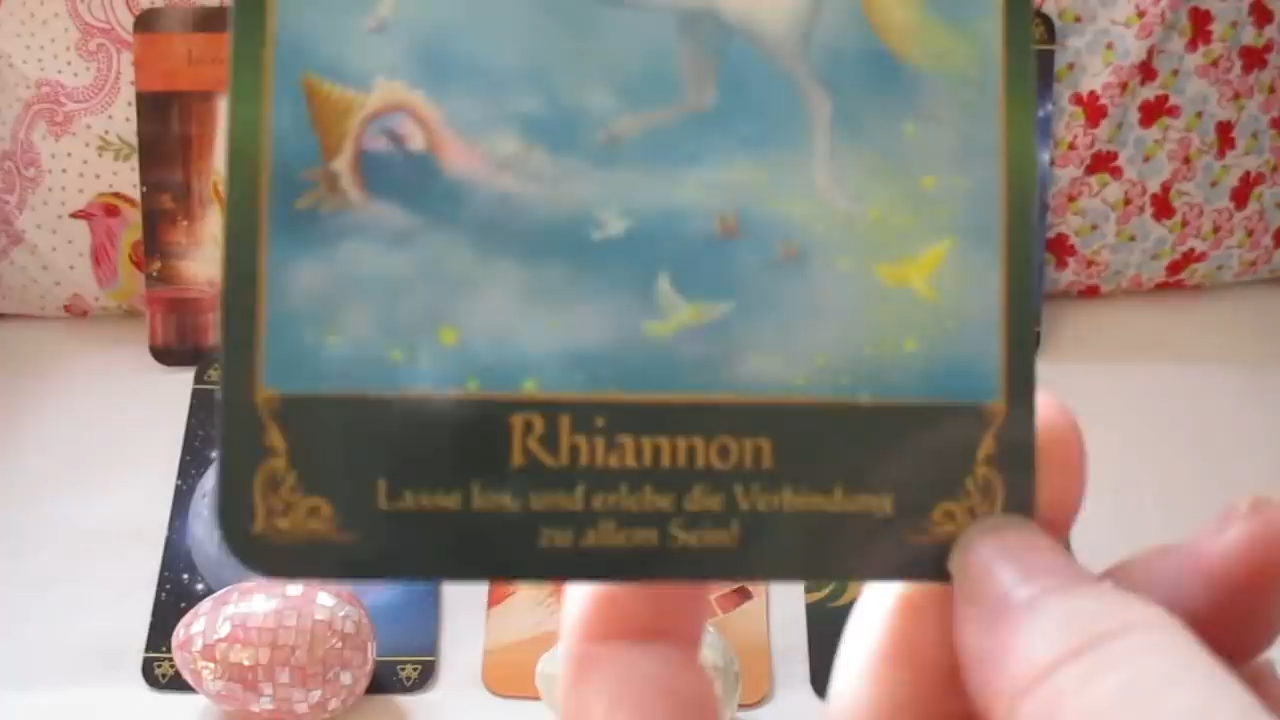 Rhiannon
Lasse los, und erlebe die Verbindung
zu allem Sein!